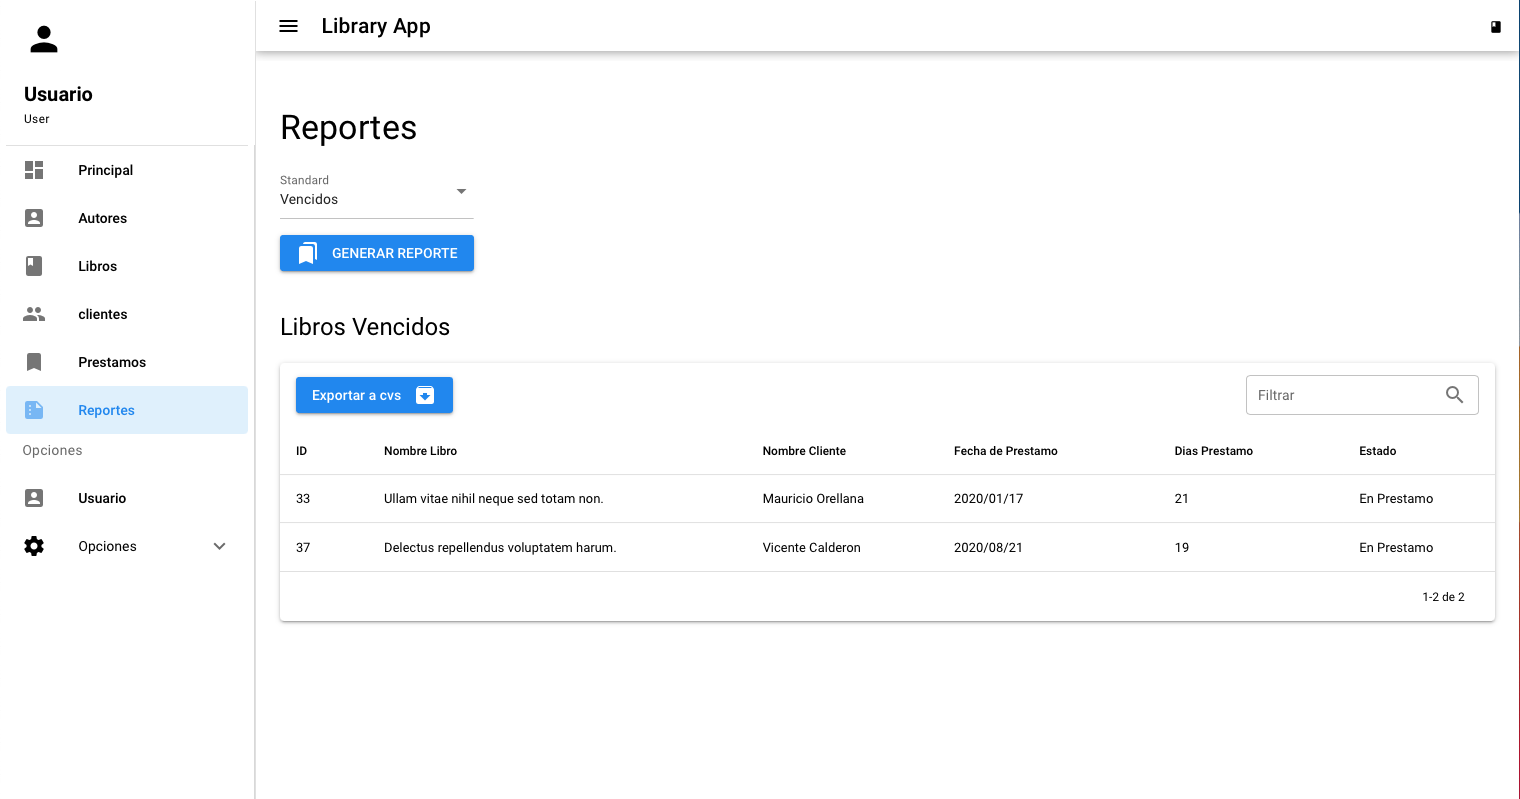 Library App
Usuario
User
Principal
Autores
Libros
clientes
Prestamos
Reportes
Opciones
Usuario
Opciones
Reportes
Standard
Vencidos
GENERAR REPORTE
Libros Vencidos
Exportar a cvs
Filtrar
ID Nombre Libro Nombre Cliente Fecha de Prestamo Dias Prestamo Estado
33 Ullam vitae nihil neque sed totam non. Mauricio Orellana 2020/01/17 21 En Prestamo
37 Delectus repellendus voluptatem harum. Vicente Calderon 2020/08/21 19 En Prestamo
1-2 de 2